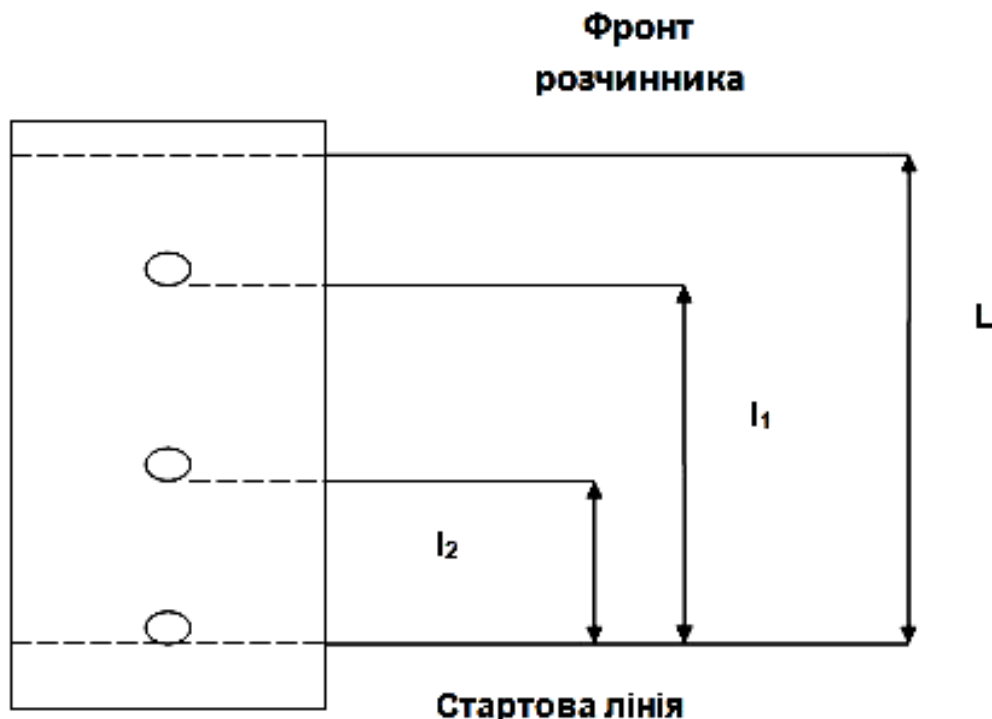 Фронт
розчинника
L
l₁
l₂
Стартова лінія